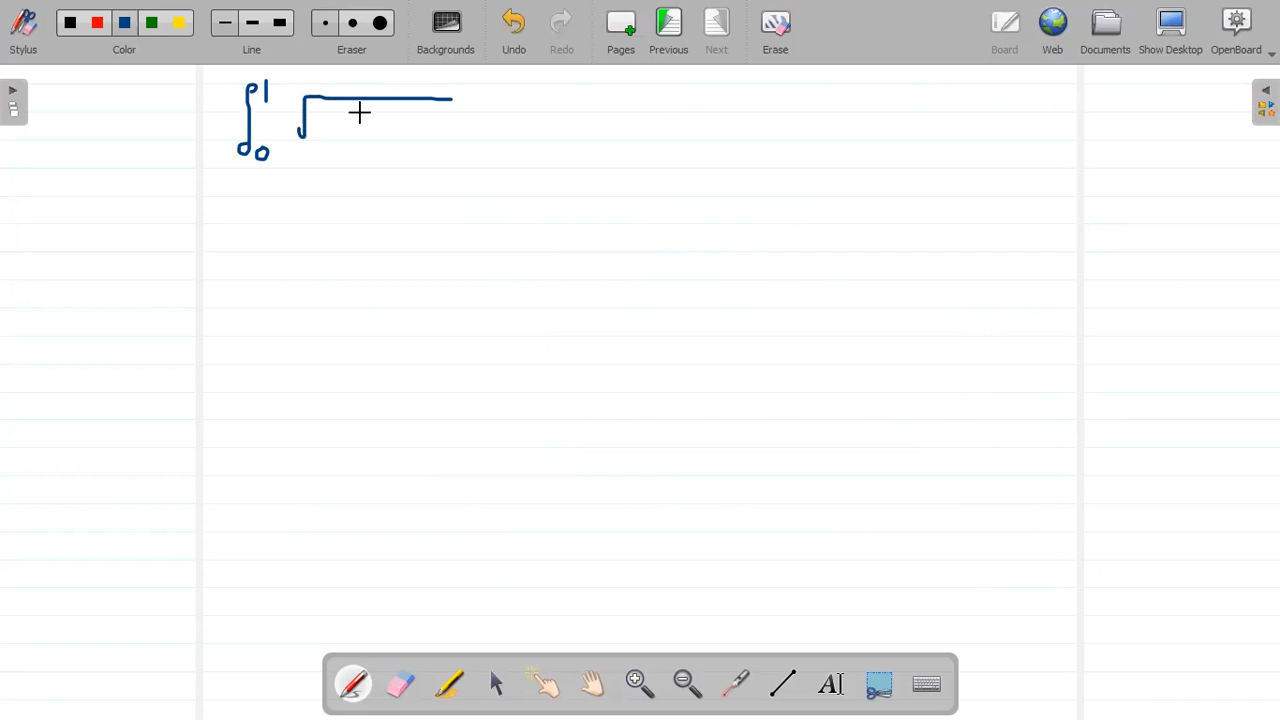 Stylus Color Line Eraser Backgrounds Undo Redo Pages Previous Next Erase Board Web Documents Show Desktop OpenBoard
∫₀¹ √